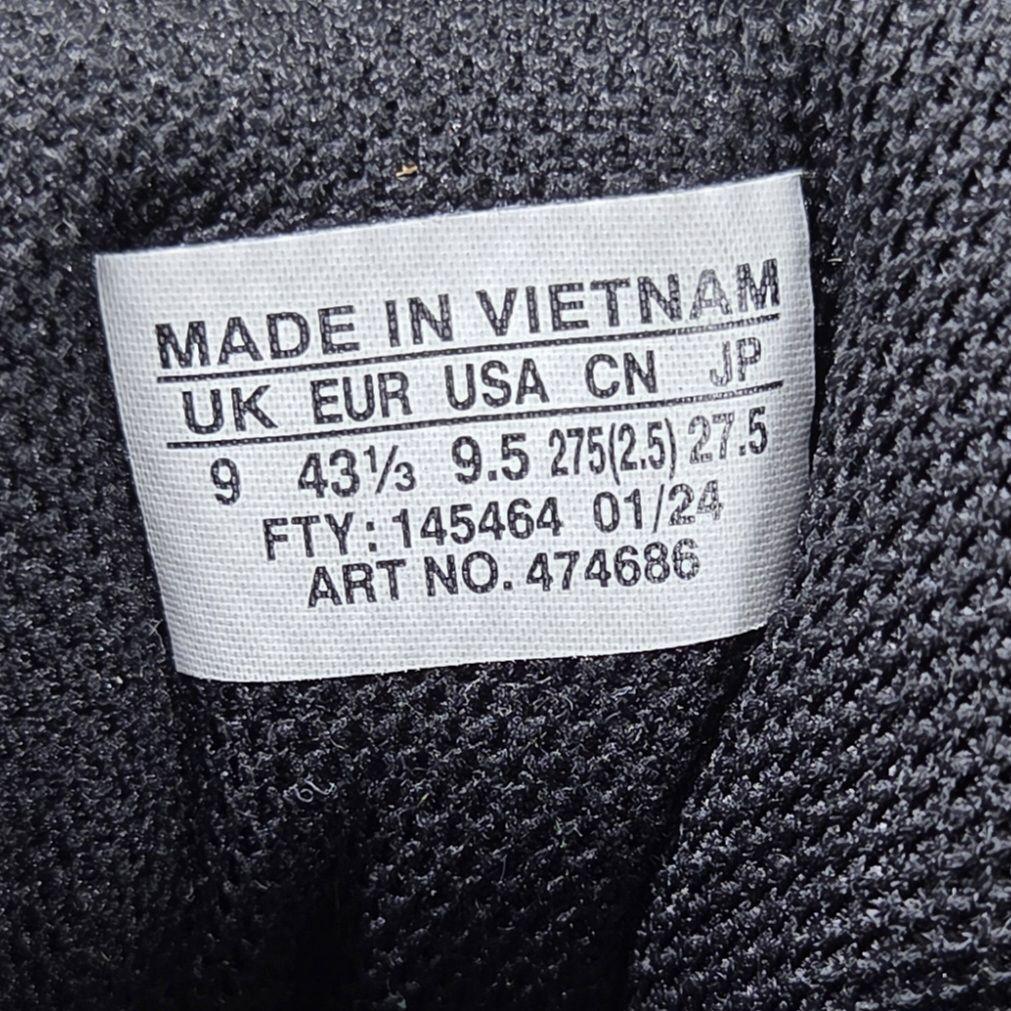 MADE IN VIETNAM
UK EUR USA CN JP
9 43⅓ 9.5 275(2.5) 27.5
FTY: 145464 01/24
ART NO. 474686